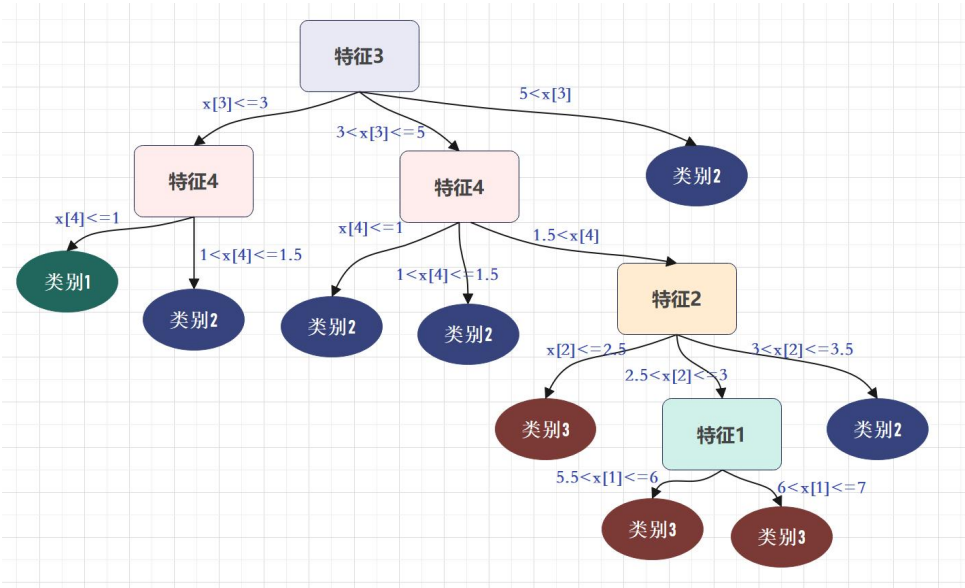 特征3
x[3]<=3
3<x[3]<=5
5<x[3]
特征4
特征4
类别2
x[4]<=1
1<x[4]<=1.5
x[4]<=1
1<x[4]<=1.5
1.5<x[4]
类别1
类别2
类别2
类别2
特征2
x[2]<=2.5
2.5<x[2]<=3
3<x[2]<=3.5
类别3
特征1
类别2
5.5<x[1]<=6
6<x[1]<=7
类别3
类别3